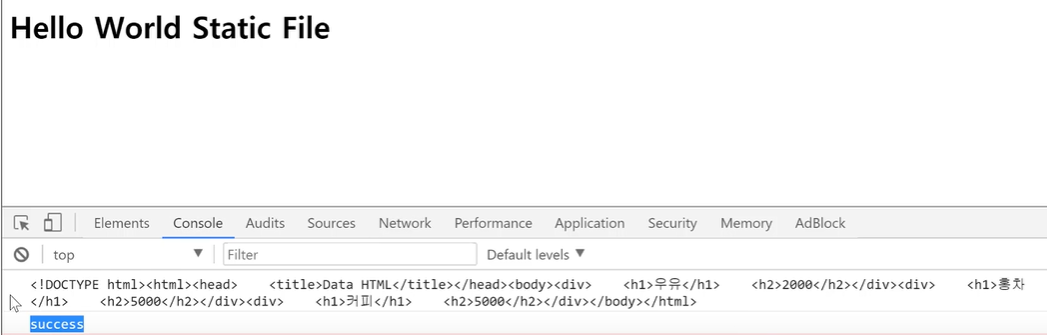 Hello World Static File
Elements Console Audits Sources Network Performance Application Security Memory AdBlock
top Filter Default levels
<!DOCTYPE html><html><head>    <title>Data HTML</title></head><body><div>    <h1>우유</h1>    <h2>2000</h2></div><div>    <h1>홍차
</h1>    <h2>5000</h2></div><div>    <h1>커피</h1>    <h2>5000</h2></div></body></html>
success